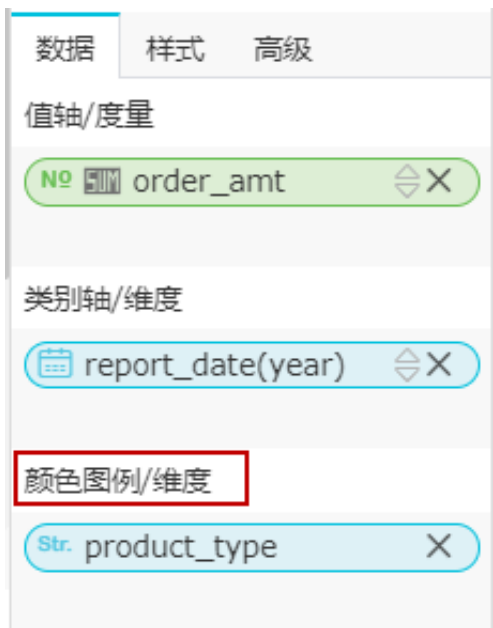 数据 样式 高级
值轴/度量
Nº SUM order_amt
类别轴/维度
report_date(year)
颜色图例/维度
Str. product_type